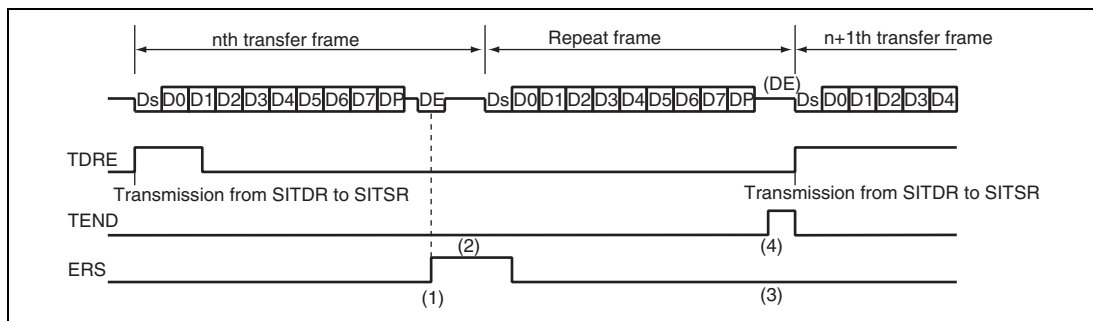 nth transfer frame Repeat frame n+1th transfer frame
(DE)
Ds D0 D1 D2 D3 D4 D5 D6 D7 DP DE Ds D0 D1 D2 D3 D4 D5 D6 D7 DP Ds D0 D1 D2 D3 D4
TDRE
Transmission from SITDR to SITSR Transmission from SITDR to SITSR
TEND
(2) (4)
ERS
(1) (3)